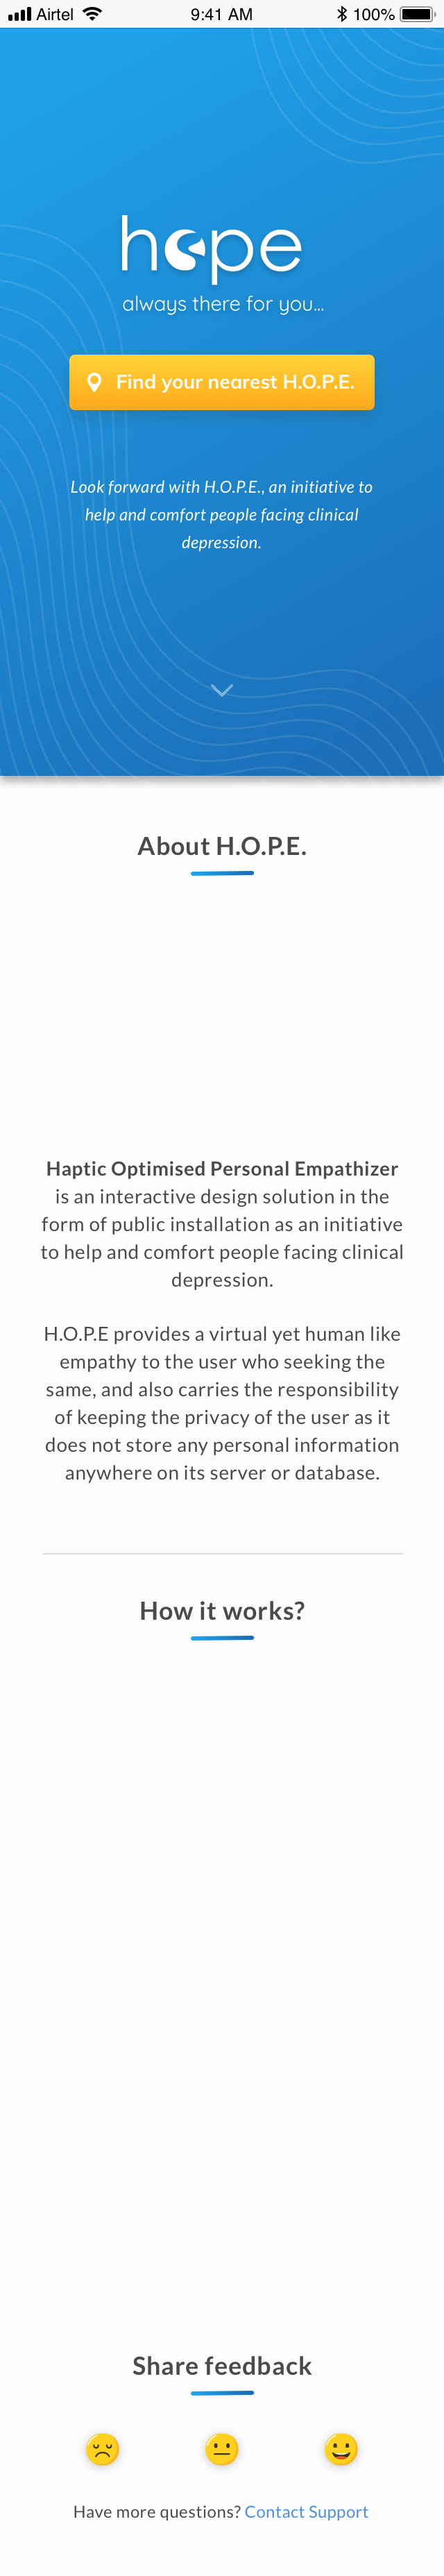 Airtel 9:41 AM 100%
hope
always there for you...
Find your nearest H.O.P.E.
Look forward with H.O.P.E., an initiative to
help and comfort people facing clinical
depression.
About H.O.P.E.
Haptic Optimised Personal Empathizer
is an interactive design solution in the
form of public installation as an initiative
to help and comfort people facing clinical
depression.
H.O.P.E provides a virtual yet human like
empathy to the user who seeking the
same, and also carries the responsibility
of keeping the privacy of the user as it
does not store any personal information
anywhere on its server or database.
How it works?
Share feedback
Have more questions? Contact Support